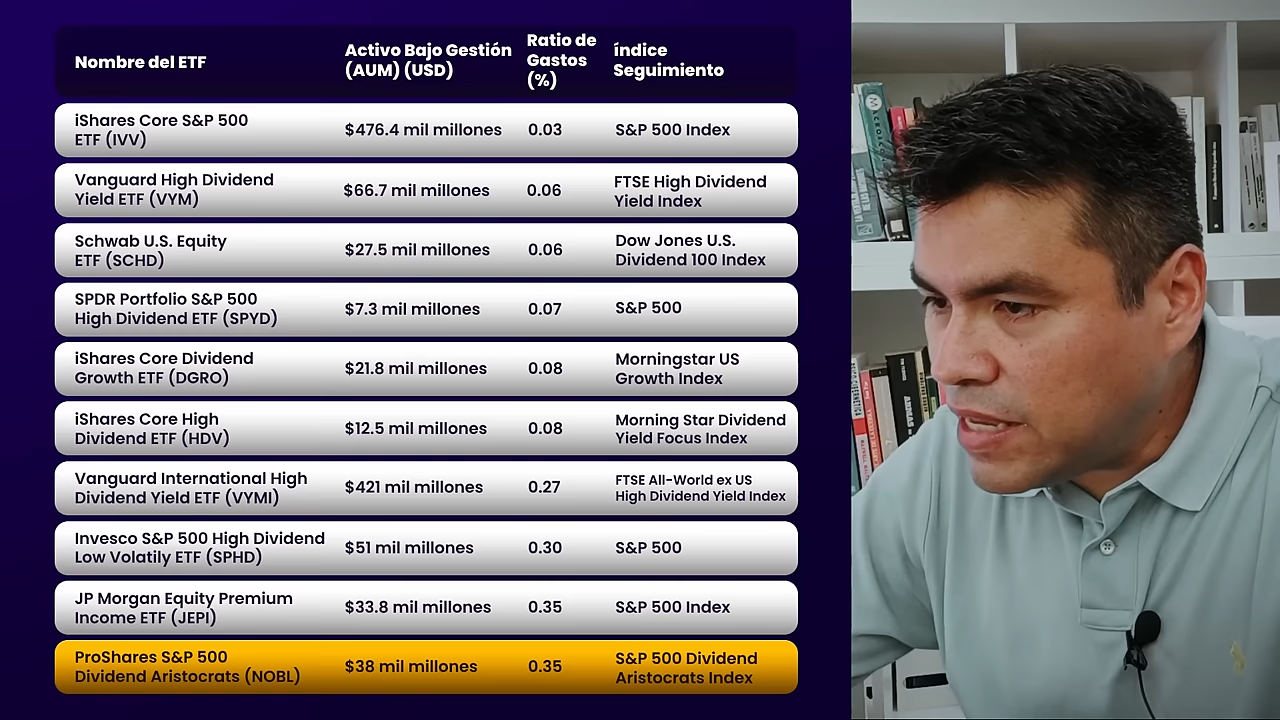 Nombre del ETF
Activo Bajo Gestión
(AUM) (USD)
Ratio de
Gastos
(%)
índice
Seguimiento
iShares Core S&P 500
ETF (IVV)
$476.4 mil millones
0.03
S&P 500 Index
Vanguard High Dividend
Yield ETF (VYM)
$66.7 mil millones
0.06
FTSE High Dividend
Yield Index
Schwab U.S. Equity
ETF (SCHD)
$27.5 mil millones
0.06
Dow Jones U.S.
Dividend 100 Index
SPDR Portfolio S&P 500
High Dividend ETF (SPYD)
$7.3 mil millones
0.07
S&P 500
iShares Core Dividend
Growth ETF (DGRO)
$21.8 mil millones
0.08
Morningstar US
Growth Index
iShares Core High
Dividend ETF (HDV)
$12.5 mil millones
0.08
Morning Star Dividend
Yield Focus Index
Vanguard International High
Dividend Yield ETF (VYMI)
$421 mil millones
0.27
FTSE All-World ex US
High Dividend Yield Index
Invesco S&P 500 High Dividend
Low Volatily ETF (SPHD)
$51 mil millones
0.30
S&P 500
JP Morgan Equity Premium
Income ETF (JEPI)
$33.8 mil millones
0.35
S&P 500 Index
ProShares S&P 500
Dividend Aristocrats (NOBL)
$38 mil millones
0.35
S&P 500 Dividend
Aristocrats Index